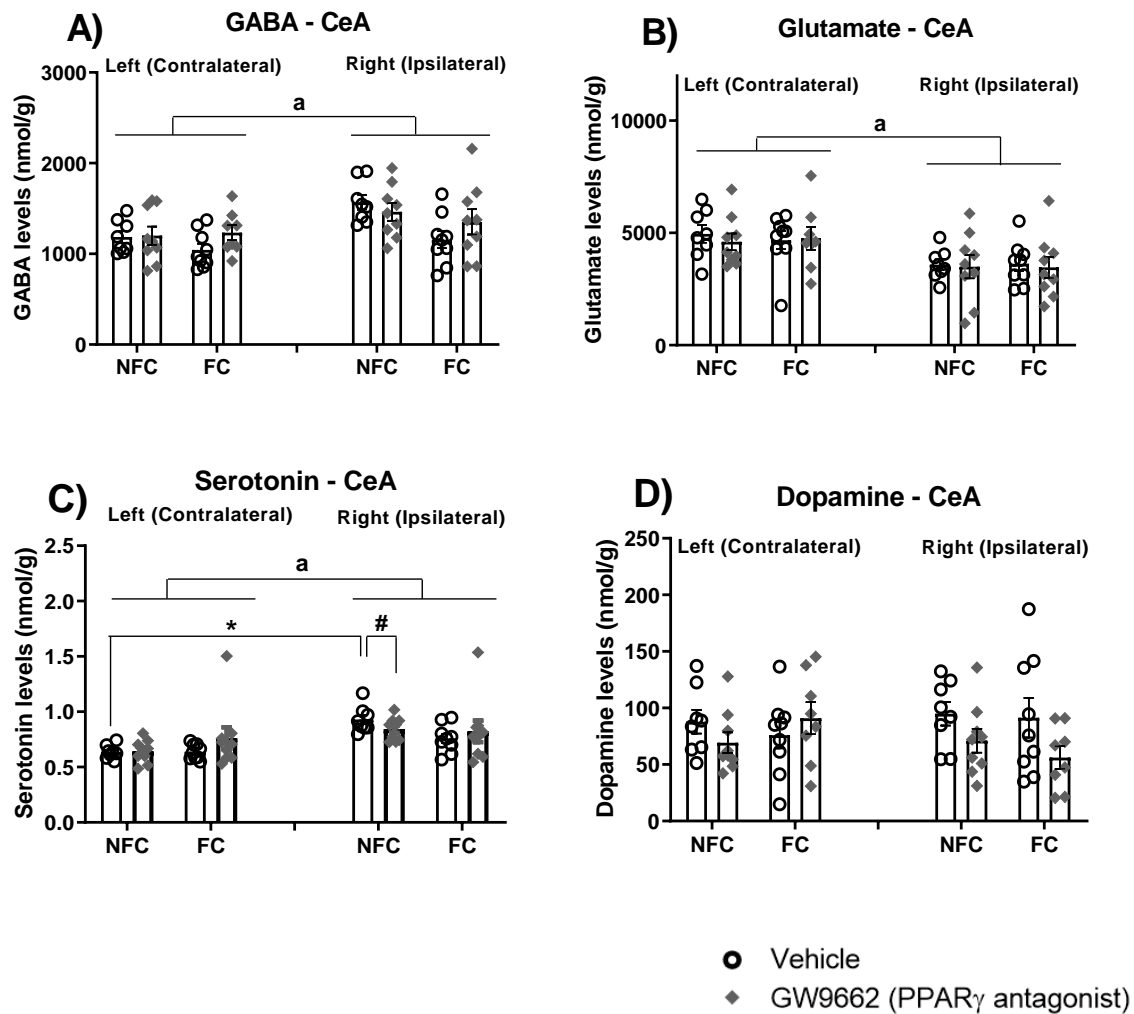 A)
GABA - CeA
Left (Contralateral)
Right (Ipsilateral)
a
GABA levels (nmol/g)
3000
2000
1000
0
NFC
FC
NFC
FC
B)
Glutamate - CeA
Left (Contralateral)
Right (Ipsilateral)
a
Glutamate levels (nmol/g)
10000
5000
0
NFC
FC
NFC
FC
C)
Serotonin - CeA
Left (Contralateral)
Right (Ipsilateral)
a
*
#
Serotonin levels (nmol/g)
2.5
2.0
1.5
1.0
0.5
0.0
NFC
FC
NFC
FC
D)
Dopamine - CeA
Left (Contralateral)
Right (Ipsilateral)
Dopamine levels (nmol/g)
250
200
150
100
50
0
NFC
FC
NFC
FC
Vehicle
GW9662 (PPARγ antagonist)